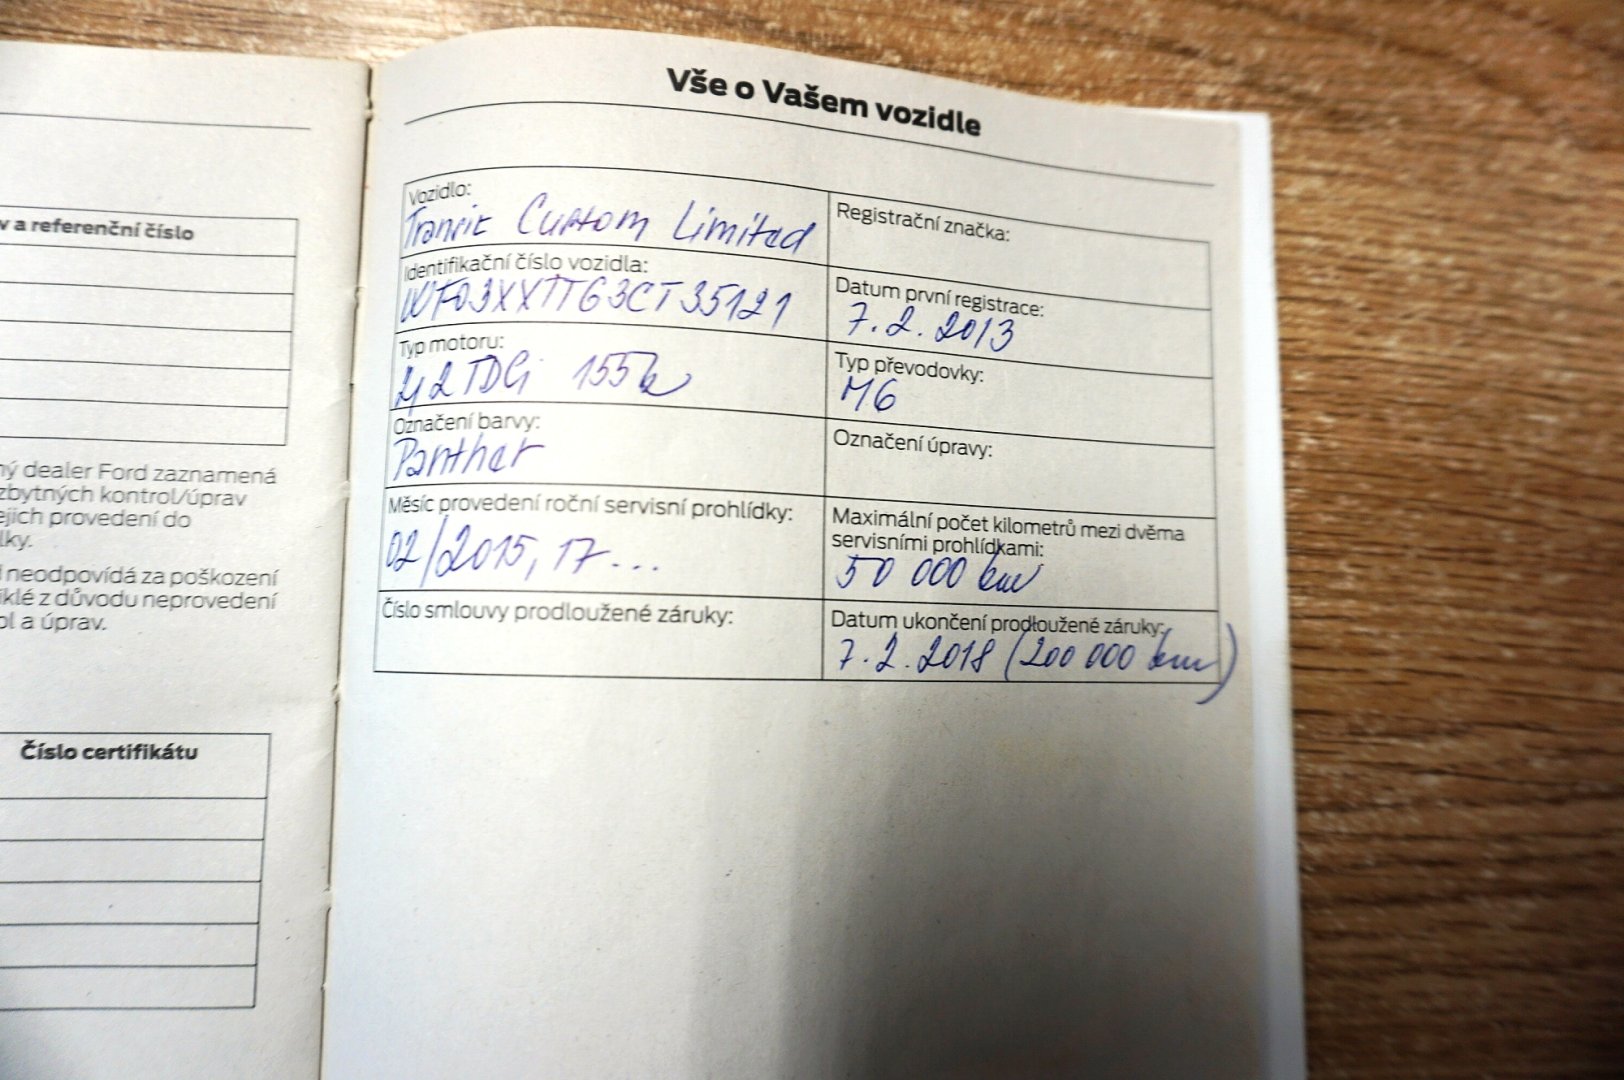 v a referenční číslo
ný dealer Ford zaznamená
zbytných kontrol/úprav
ejich provedení do
lky.
neodpovídá za poškození
iklé z důvodu neprovedení
ol a úprav.
Číslo certifikátu
Vše o Vašem vozidle
Vozidlo:
Transit Custom Limited
Registrační značka:
Identifikační číslo vozidla:
WF03XXTTG3CT35121
Datum první registrace:
7.2.2013
Typ motoru:
2,2 TDCi 155k
Typ převodovky:
M6
Označení barvy:
Panther
Označení úpravy:
Měsíc provedení roční servisní prohlídky:
02/2015, 17...
Maximální počet kilometrů mezi dvěma
servisními prohlídkami:
50 000 km
Číslo smlouvy prodloužené záruky:
Datum ukončení prodloužené záruky:
7.2.2018 (200 000 km)